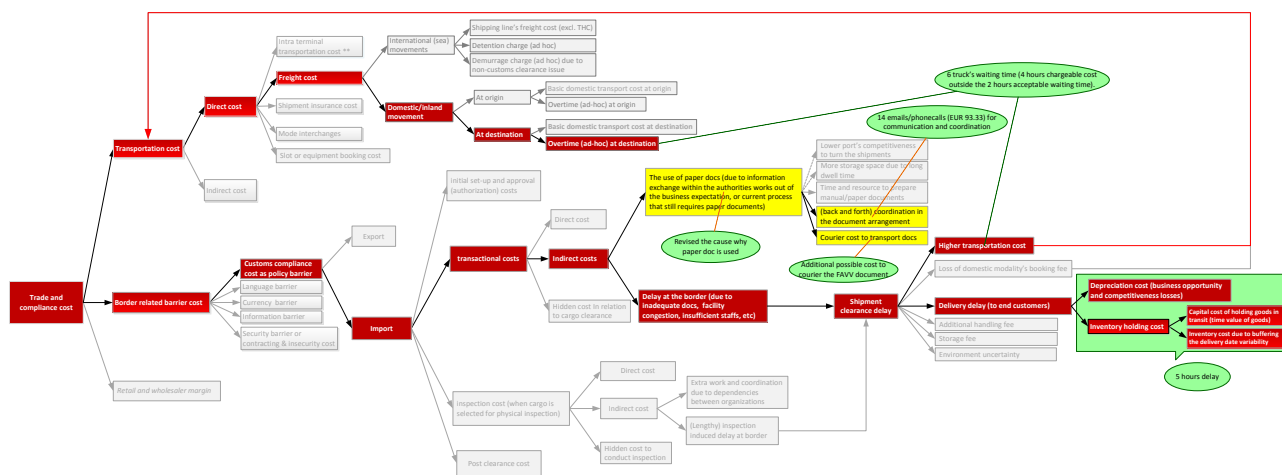 Shipping line's freight cost (excl. THC)
Intra terminal
transportation cost **
International (sea)
movements
Detention charge (ad hoc)
Demurrage charge (ad hoc) due to
non-customs clearance issue
Freight cost
6 truck's waiting time (4 hours chargeable cost
outside the 2 hours acceptable waiting time).
Direct cost
Shipment insurance cost
Domestic/inland
movement
At origin
Basic domestic transport cost at origin
Overtime (ad-hoc) at origin
14 emails/phonecalls (EUR 93.33) for
communication and coordination
Mode interchanges
At destination
Basic domestic transport cost at destination
Overtime (ad-hoc) at destination
Transportation cost
Slot or equipment booking cost
Lower port's competitiveness
to turn the shipments
More storage space due to long
dwell time
Indirect cost
initial set-up and approval
(authorization) costs
The use of paper docs (due to information
exchange within the authorities works out of
the business expectation, or current process
that still requires paper documents)
Time and resource to prepare
manual/paper documents
(back and forth) coordination in
the document arrangement
Courier cost to transport docs
Direct cost
Export
Revised the cause why
paper doc is used
Higher transportation cost
Customs compliance
cost as policy barrier
transactional costs
Indirect costs
Additional possible cost to
courier the FAVV document
Loss of domestic modality's booking fee
Language barrier
Trade and
compliance cost
Border related barrier cost
Currency barrier
Information barrier
Security barrier or
contracting & insecurity cost
Import
Hidden cost in relation
to cargo clearance
Delay at the border (due to
inadequate docs, facility
congestion, insufficient staffs, etc)
Shipment
clearance delay
Delivery delay (to end customers)
Depreciation cost (business opportunity
and competitiveness losses)
Inventory holding cost
Capital cost of holding goods in
transit (time value of goods)
Inventory cost due to buffering
the delivery date variability
Additional handling fee
Storage fee
Environment uncertainty
5 hours delay
Retail and wholesaler margin
Direct cost
inspection cost (when cargo is
selected for physical inspection)
Indirect cost
Extra work and coordination
due to dependencies
between organizations
(Lengthy) inspection
induced delay at border
Hidden cost to
conduct inspection
Post clearance cost